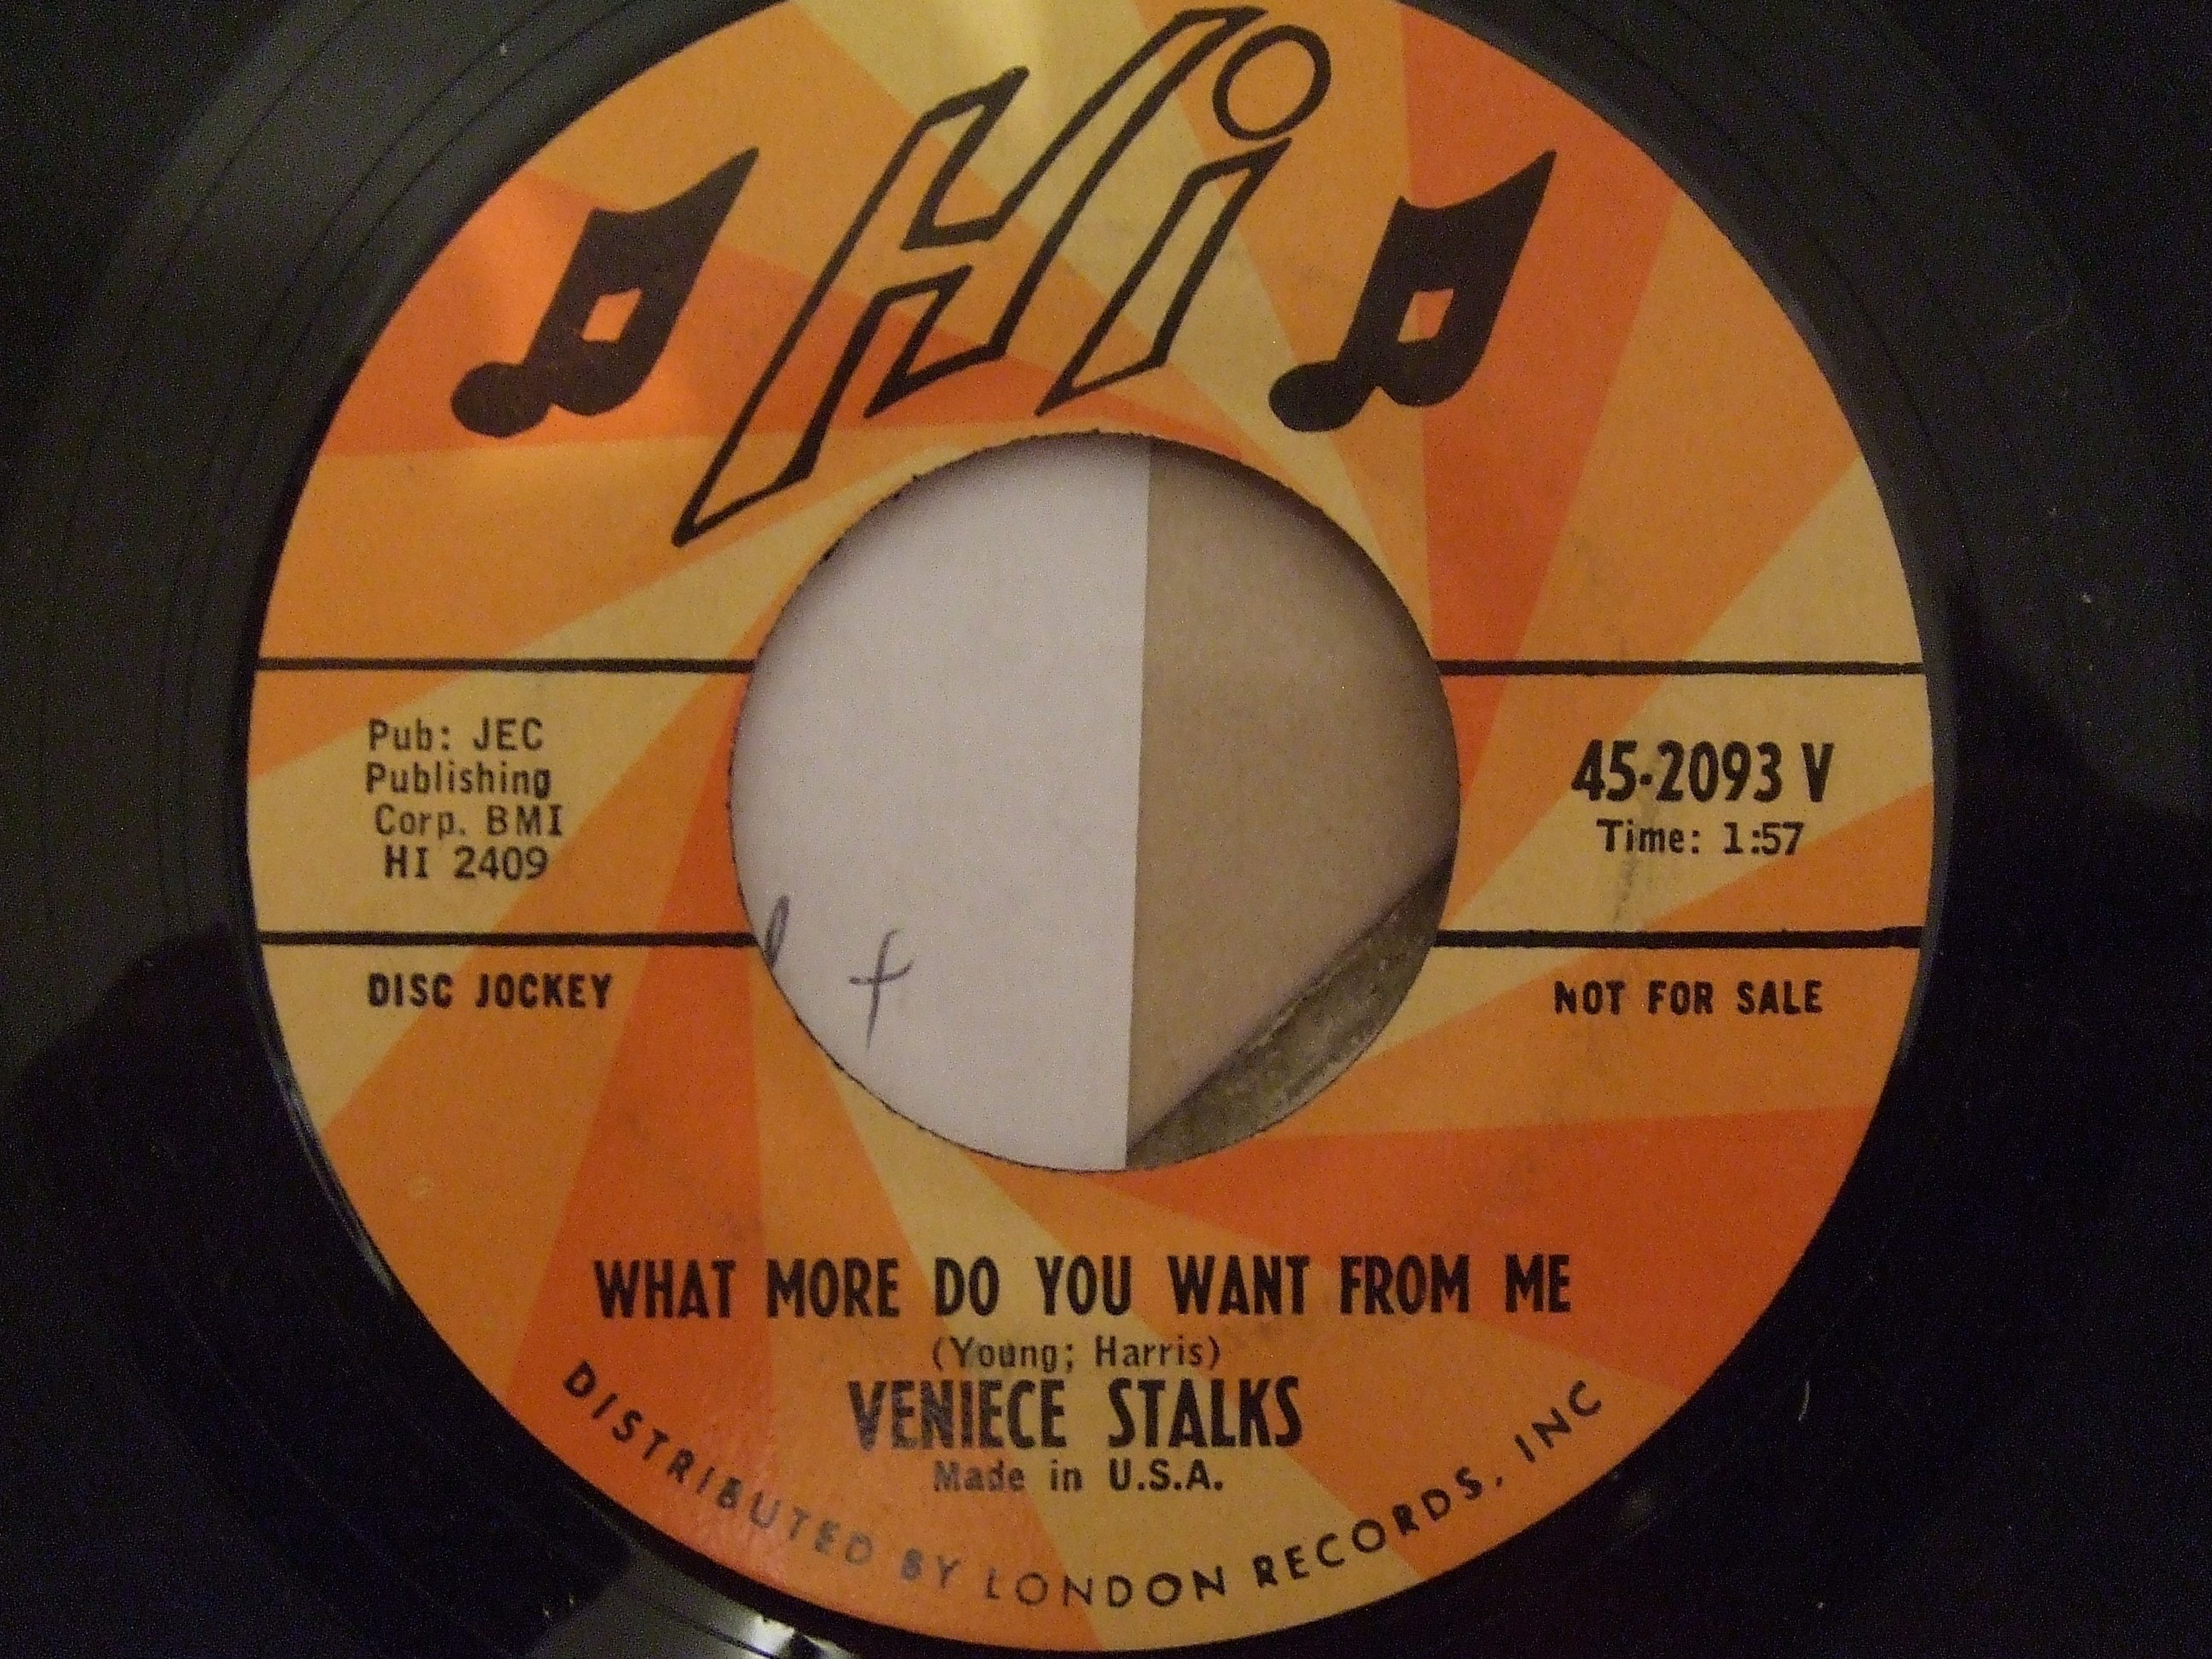 Hi
Pub: JEC
Publishing
Corp. BMI
HI 2409
45-2093 V
Time: 1:57
DISC JOCKEY
NOT FOR SALE
WHAT MORE DO YOU WANT FROM ME
(Young; Harris)
VENIECE STALKS
Made in U.S.A.
DISTRIBUTED BY LONDON RECORDS, INC